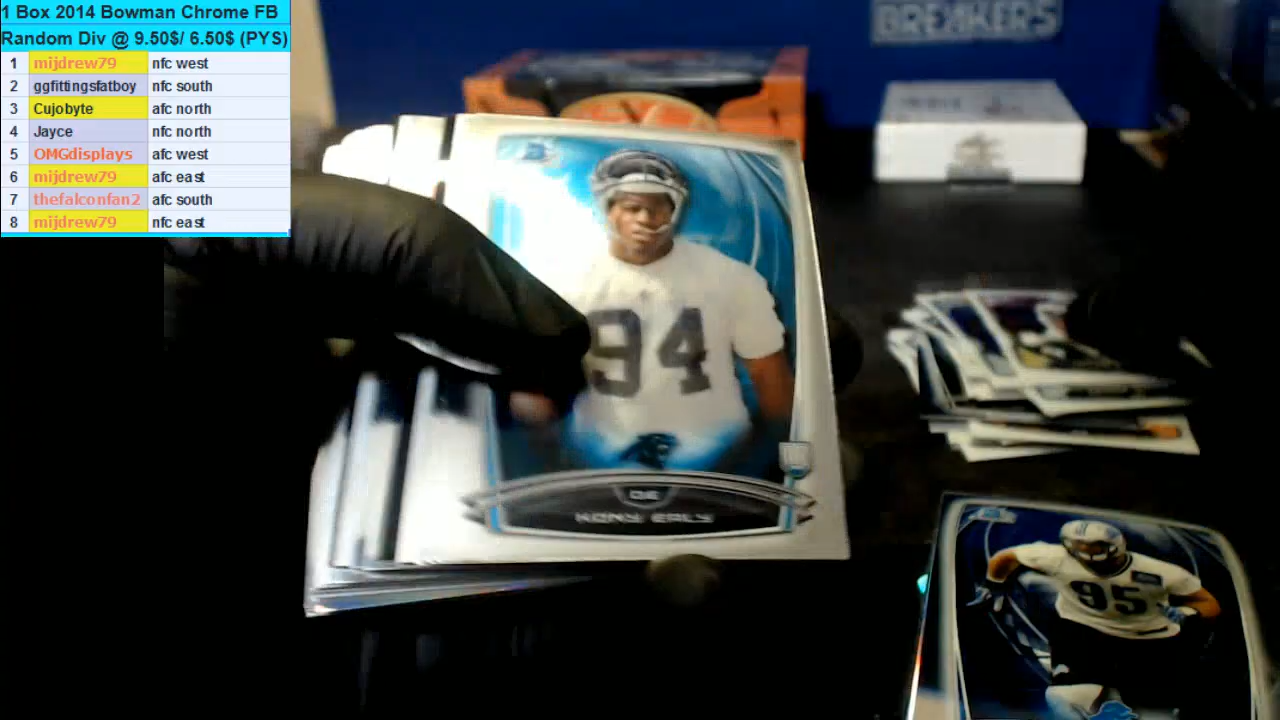 1 Box 2014 Bowman Chrome FB
Random Div @ 9.50$/ 6.50$ (PYS)
1 mijdrew79 nfc west
2 ggfittingsfatboy nfc south
3 Cujobyte afc north
4 Jayce nfc north
5 OMGdisplays afc west
6 mijdrew79 afc east
7 thefalconfan2 afc south
8 mijdrew79 nfc east
BREAKERS
94
DE
KONY EALY
95